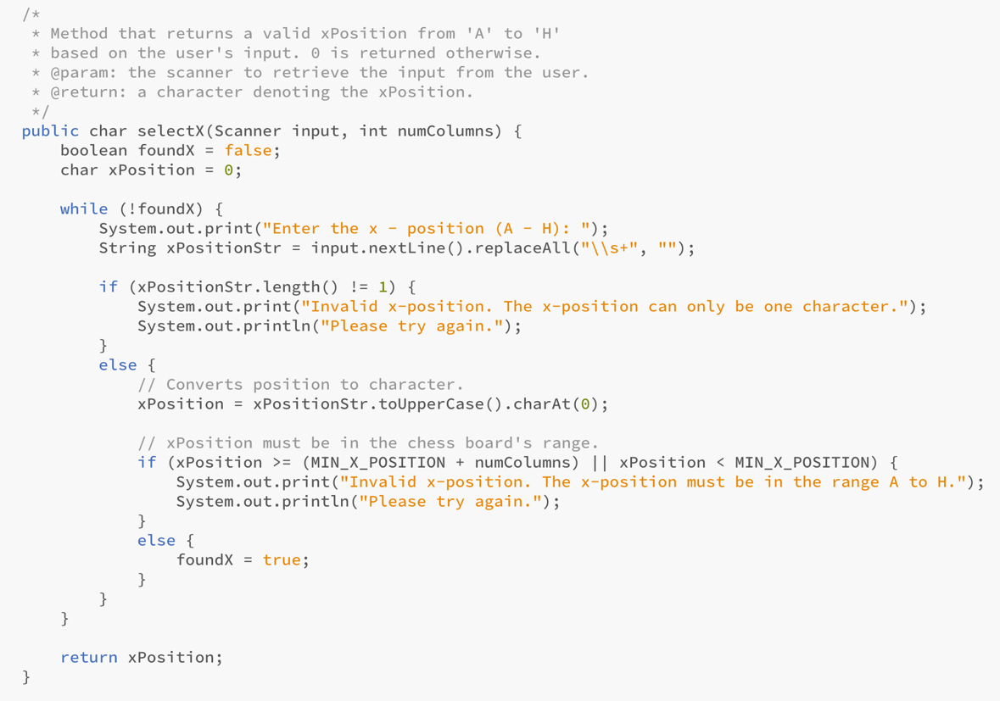 /*
 * Method that returns a valid xPosition from 'A' to 'H'
 * based on the user's input. 0 is returned otherwise.
 * @param: the scanner to retrieve the input from the user.
 * @return: a character denoting the xPosition.
 */
public char selectX(Scanner input, int numColumns) {
    boolean foundX = false;
    char xPosition = 0;

    while (!foundX) {
        System.out.print("Enter the x - position (A - H): ");
        String xPositionStr = input.nextLine().replaceAll("\\s+", "");

        if (xPositionStr.length() != 1) {
            System.out.print("Invalid x-position. The x-position can only be one character.");
            System.out.println("Please try again.");
        }
        else {
            // Converts position to character.
            xPosition = xPositionStr.toUpperCase().charAt(0);

            // xPosition must be in the chess board's range.
            if (xPosition >= (MIN_X_POSITION + numColumns) || xPosition < MIN_X_POSITION) {
                System.out.print("Invalid x-position. The x-position must be in the range A to H.");
                System.out.println("Please try again.");
            }
            else {
                foundX = true;
            }
        }
    }

    return xPosition;
}